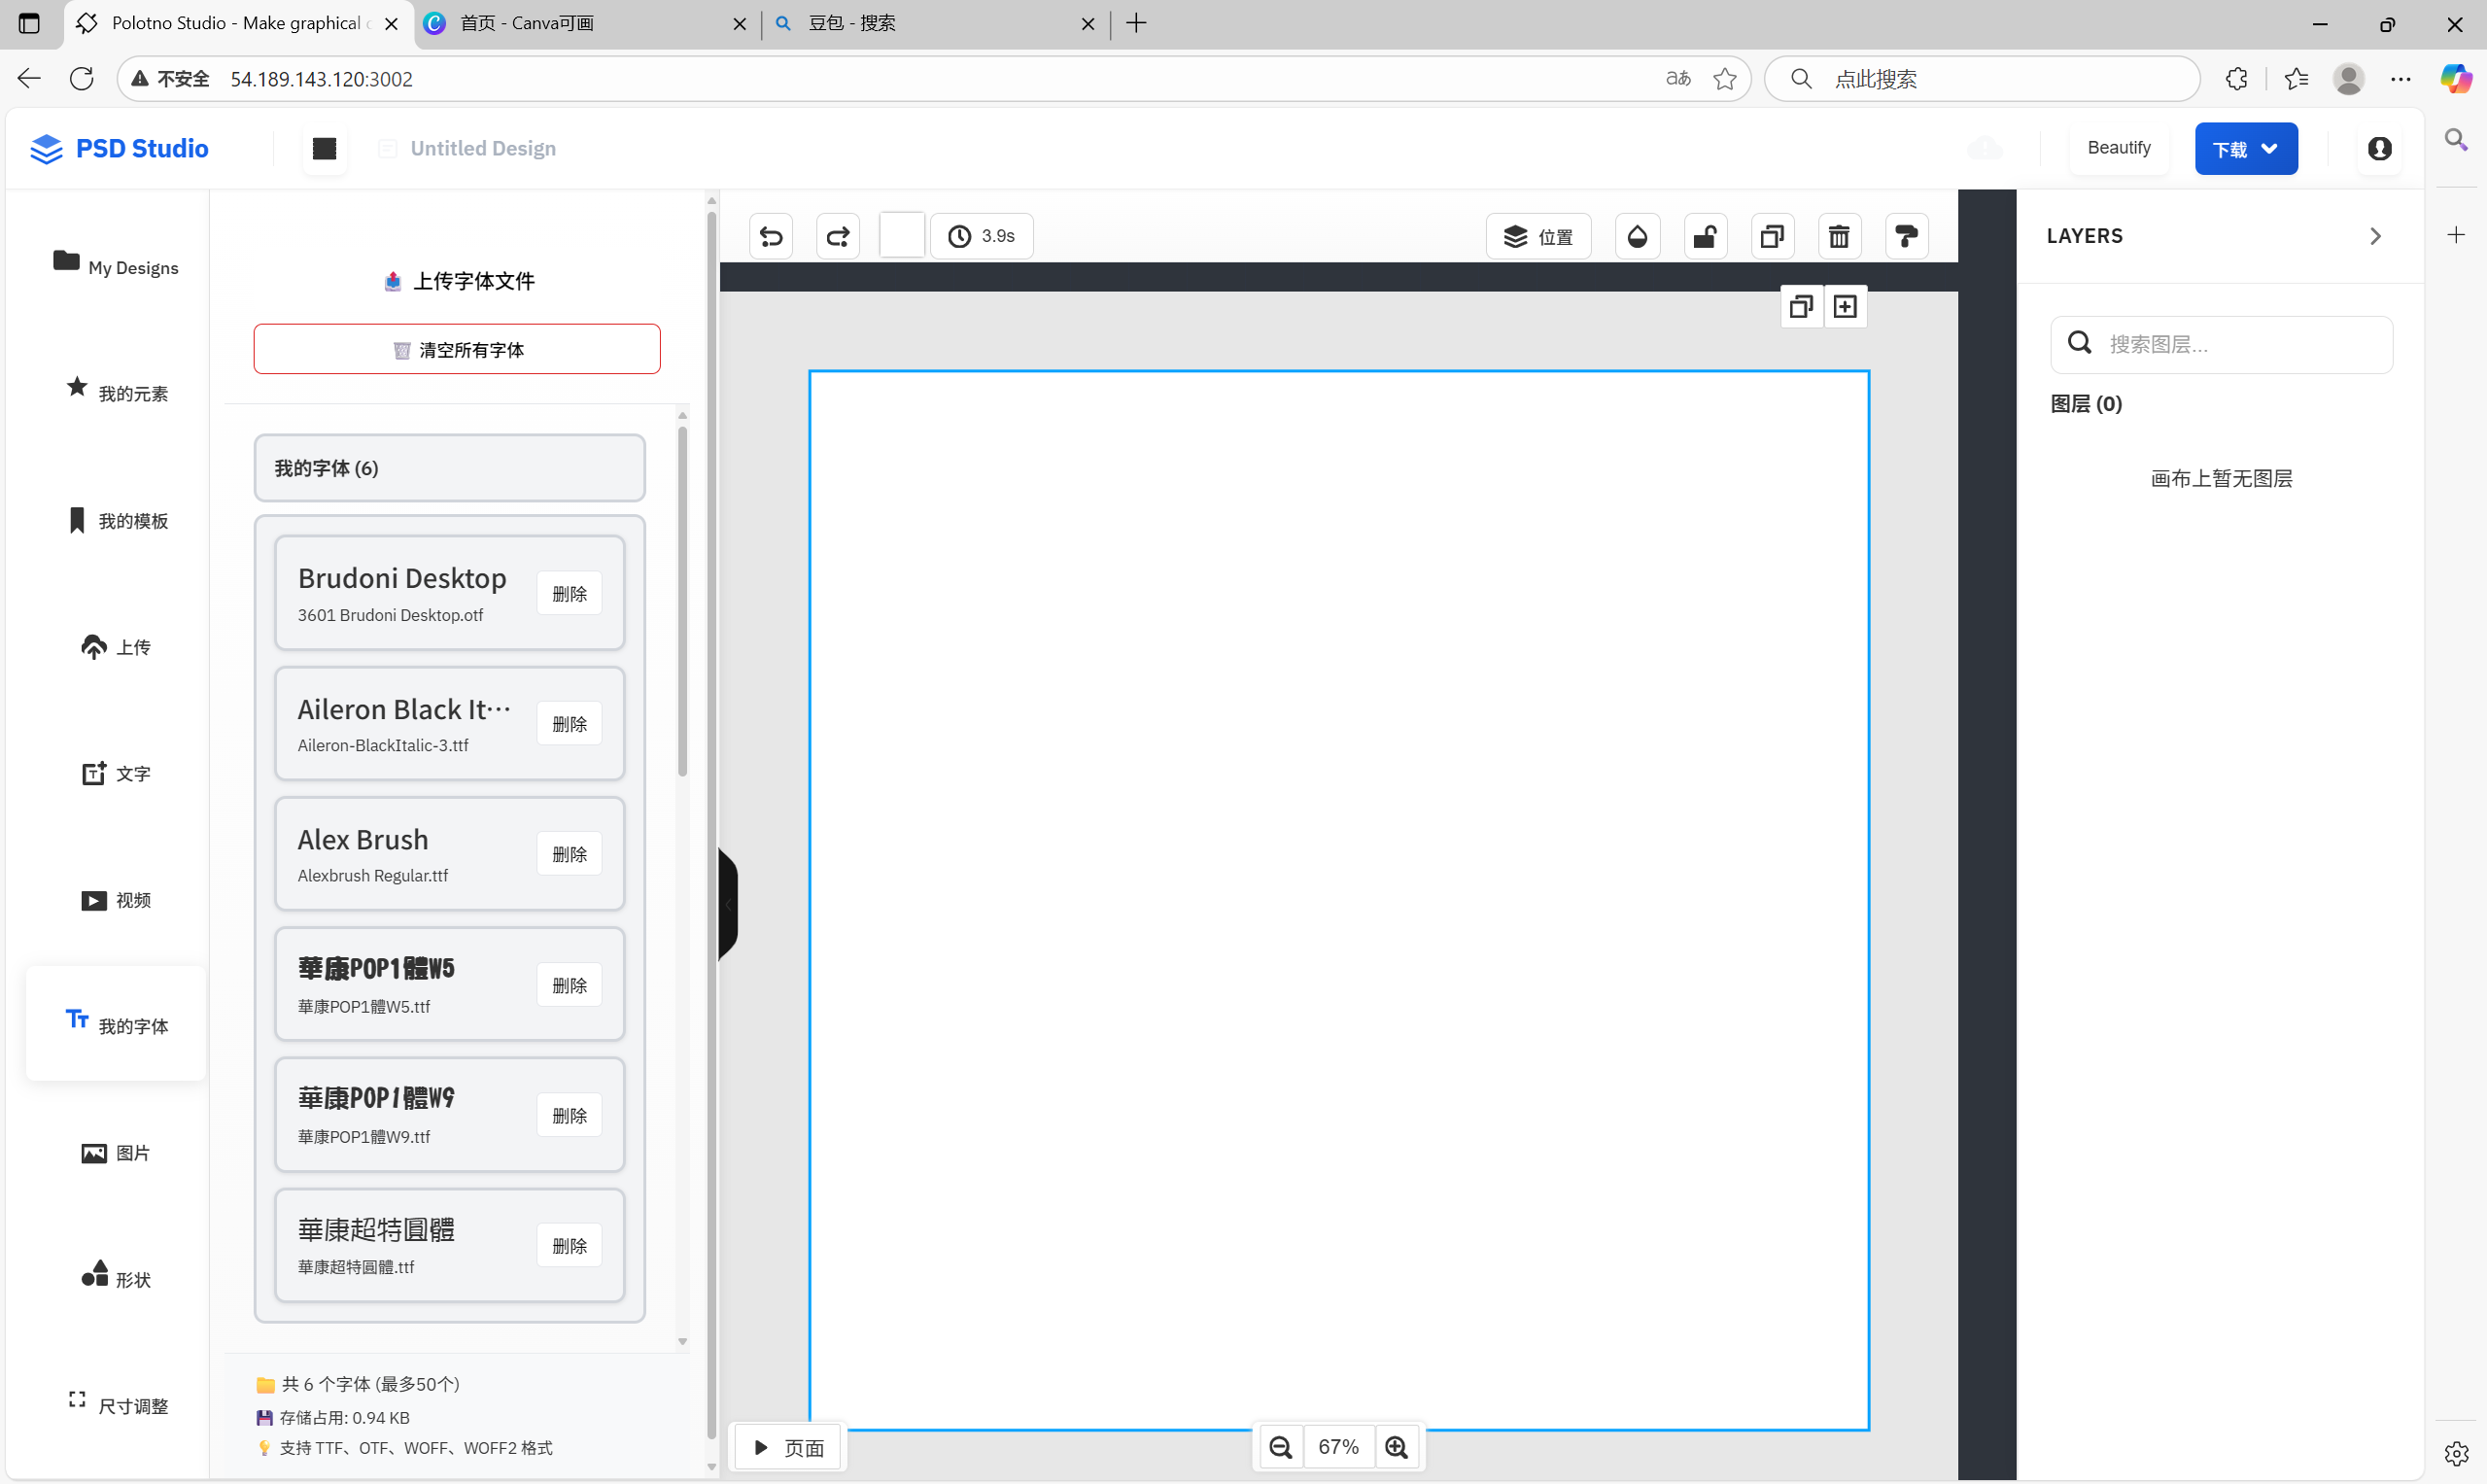 Polotno Studio - Make graphical
首页 - Canva可画
豆包 - 搜索
不安全
54.189.143.120:3002
aあ
点此搜索
PSD Studio
Untitled Design
Beautify
下载
My Designs
我的元素
我的模板
上传
文字
视频
我的字体
图片
形状
尺寸调整
上传字体文件
清空所有字体
我的字体 (6)
Brudoni Desktop
3601 Brudoni Desktop.otf
删除
Aileron Black It…
Aileron-BlackItalic-3.ttf
删除
Alex Brush
Alexbrush Regular.ttf
删除
華康POP1體W5
華康POP1體W5.ttf
删除
華康POP1體W9
華康POP1體W9.ttf
删除
華康超特圓體
華康超特圓體.ttf
删除
共 6 个字体 (最多50个)
存储占用: 0.94 KB
支持 TTF、OTF、WOFF、WOFF2 格式
3.9s
位置
页面
67%
LAYERS
搜索图层...
图层 (0)
画布上暂无图层